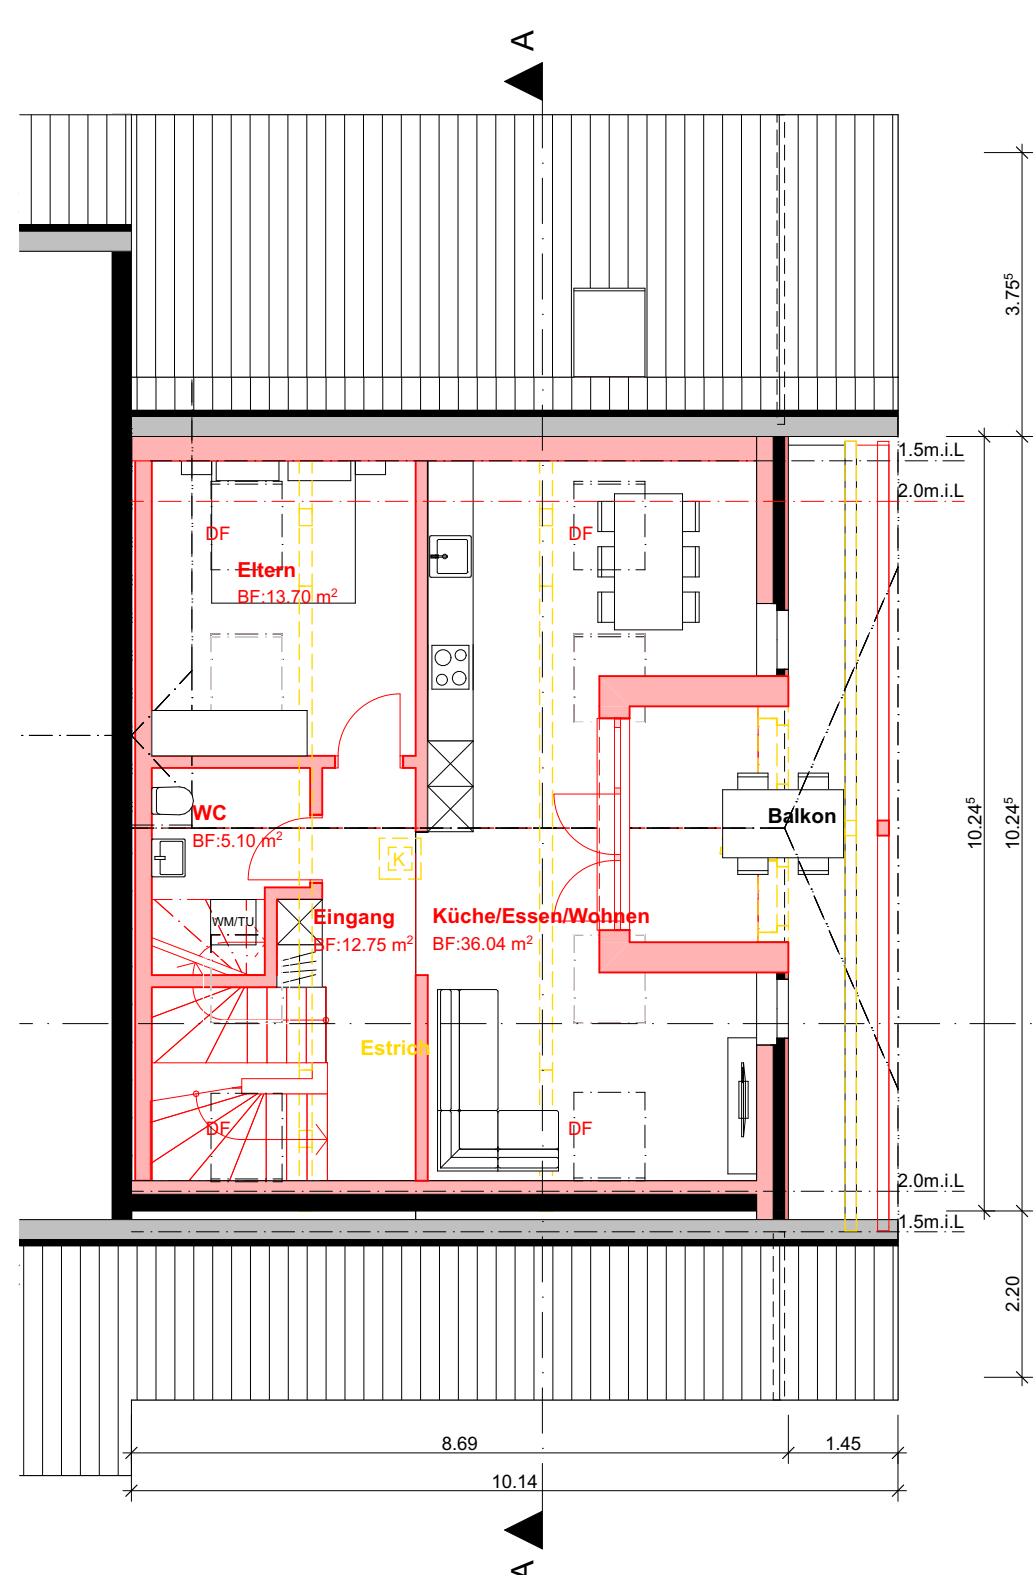 A
3.75⁵
1.5m.i.L
2.0m.i.L
DF
DF
Eltern
BF:13.70 m²
WC
BF:5.10 m²
Balkon
10.24⁵
10.24⁵
K
WM/TU
Eingang
BF:12.75 m²
Küche/Essen/Wohnen
BF:36.04 m²
Estrich
DF
DF
2.0m.i.L
1.5m.i.L
2.20
8.69
1.45
10.14
A